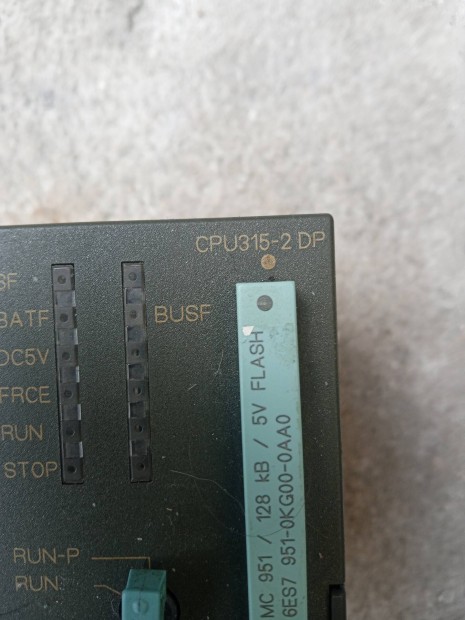 CPU315-2 DP
SF
BATF
BUSF
DC5V
FRCE
RUN
STOP
RUN-P
RUN
MC 951 / 128 kB / 5V FLASH
6ES7 951-0KG00-0AA0